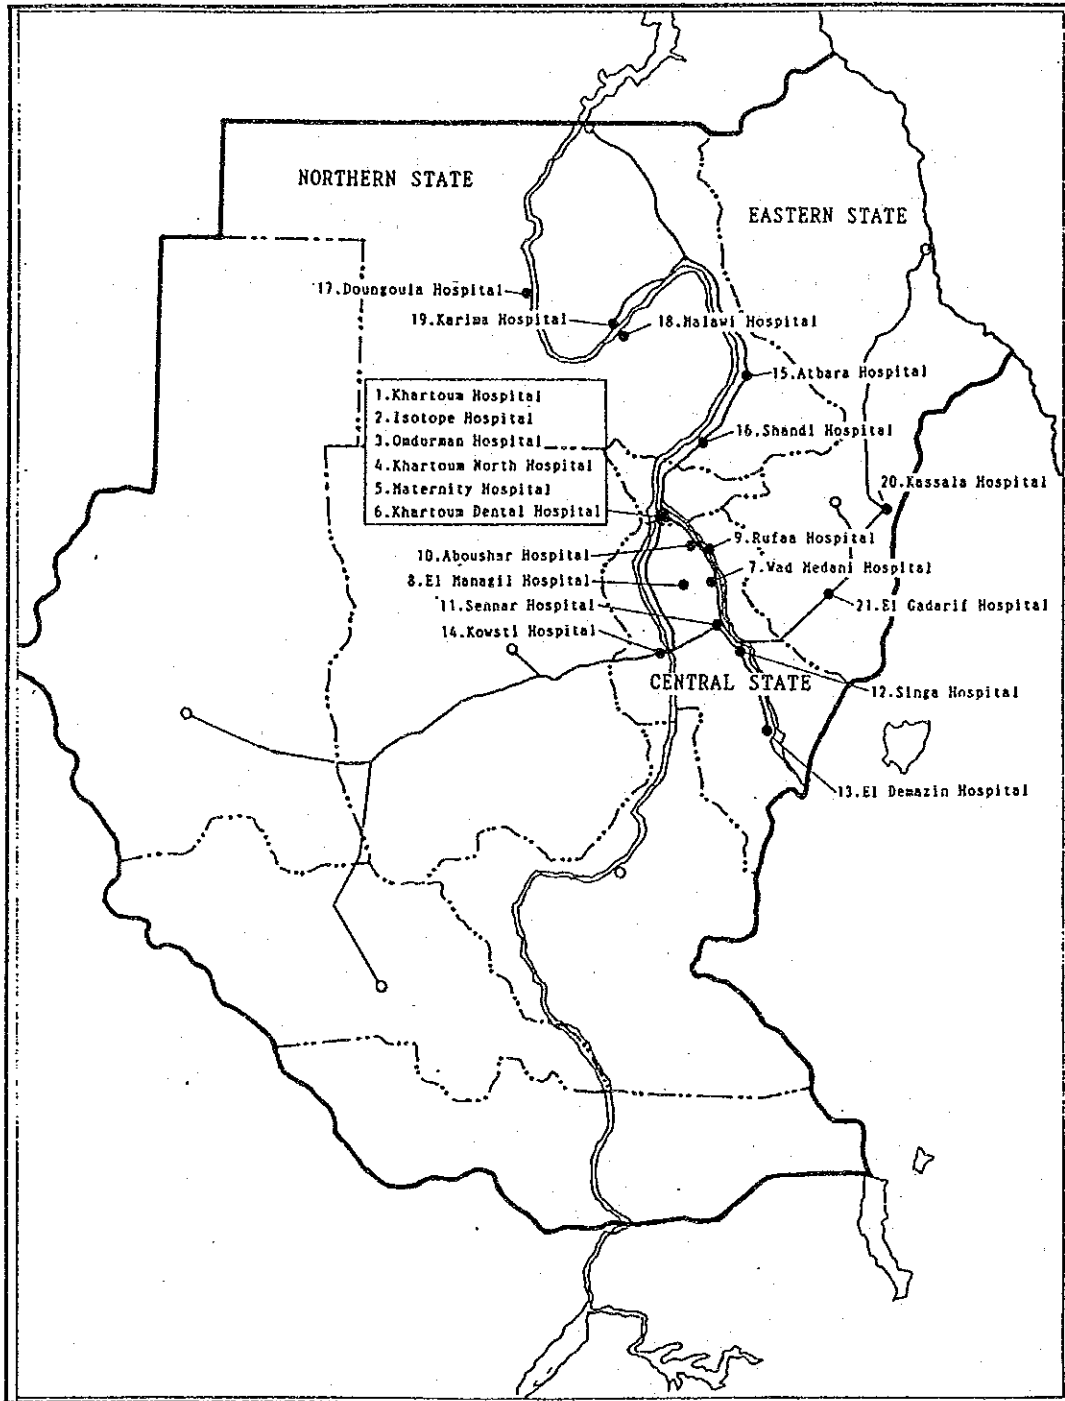 NORTHERN STATE
EASTERN STATE
17.Doungoula Hospital
19.Karima Hospital
18.Malawi Hospital
15.Atbara Hospital
1.Khartoum Hospital
2.Isotope Hospital
3.Omdurman Hospital
4.Khartoum North Hospital
5.Maternity Hospital
6.Khartoum Dental Hospital
16.Shandi Hospital
20.Kassala Hospital
9.Rufaa Hospital
10.Aboushar Hospital
7.Wad Medani Hospital
8.El Managil Hospital
11.Sennar Hospital
21.El Gadarif Hospital
14.Kowsti Hospital
CENTRAL STATE
12.Singa Hospital
13.El Demazin Hospital